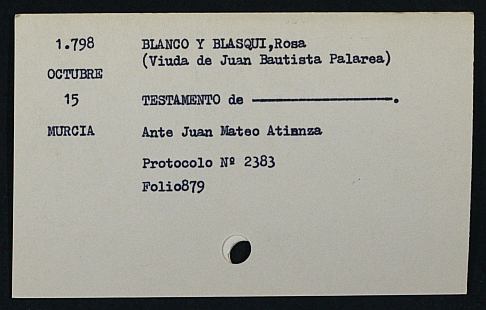 1.798 BLANCO Y BLASQUI,Rosa
(Viuda de Juan Bautista Palarea)
OCTUBRE
15 TESTAMENTO de ————————.
MURCIA Ante Juan Mateo Atienza
Protocolo Nº 2383
Folio879